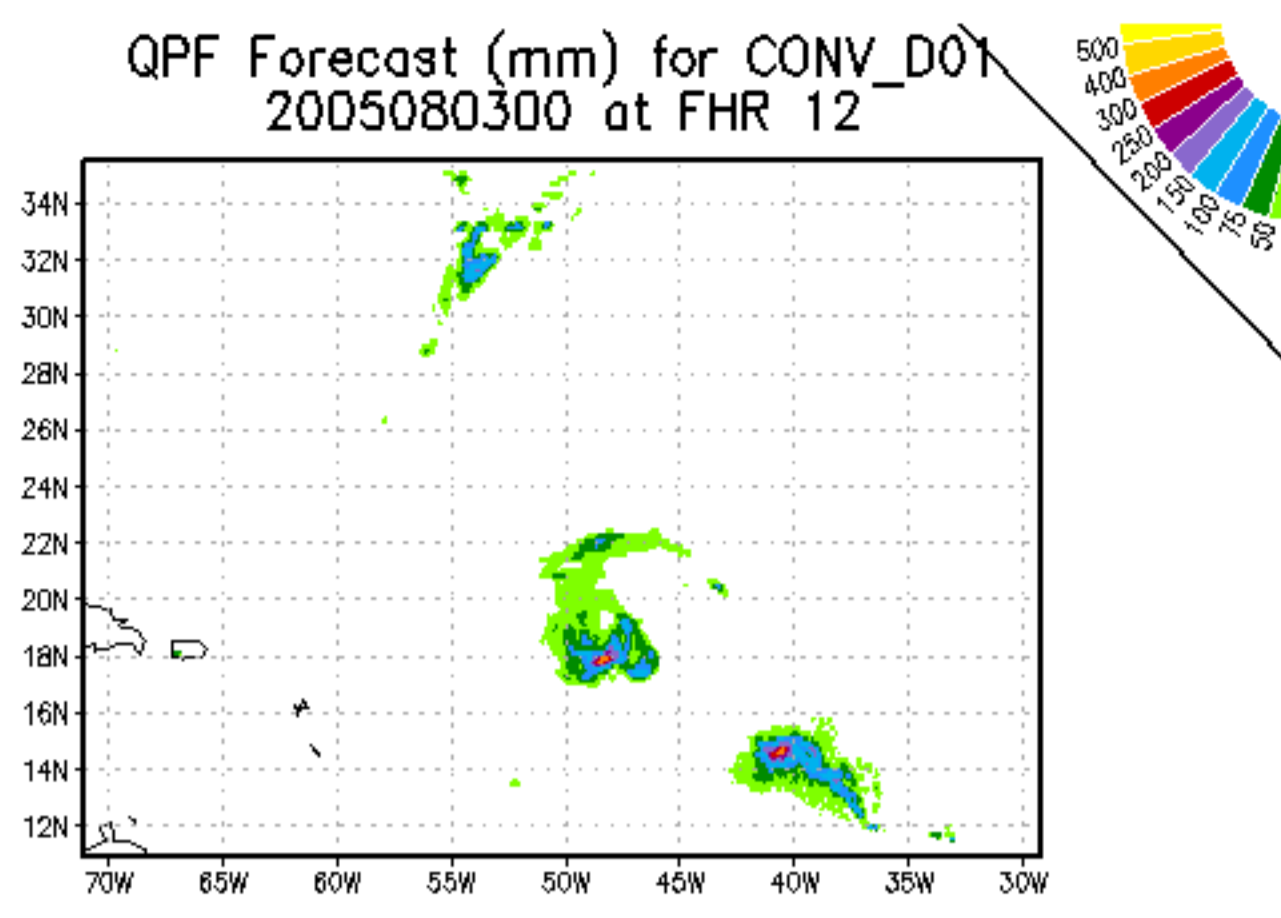 QPF Forecast (mm) for CONV_D01
2005080300 at FHR 12
500
400
300
250
200
150
100
75
50
34N
32N
30N
28N
26N
24N
22N
20N
18N
16N
14N
12N
70W 65W 60W 55W 50W 45W 40W 35W 30W